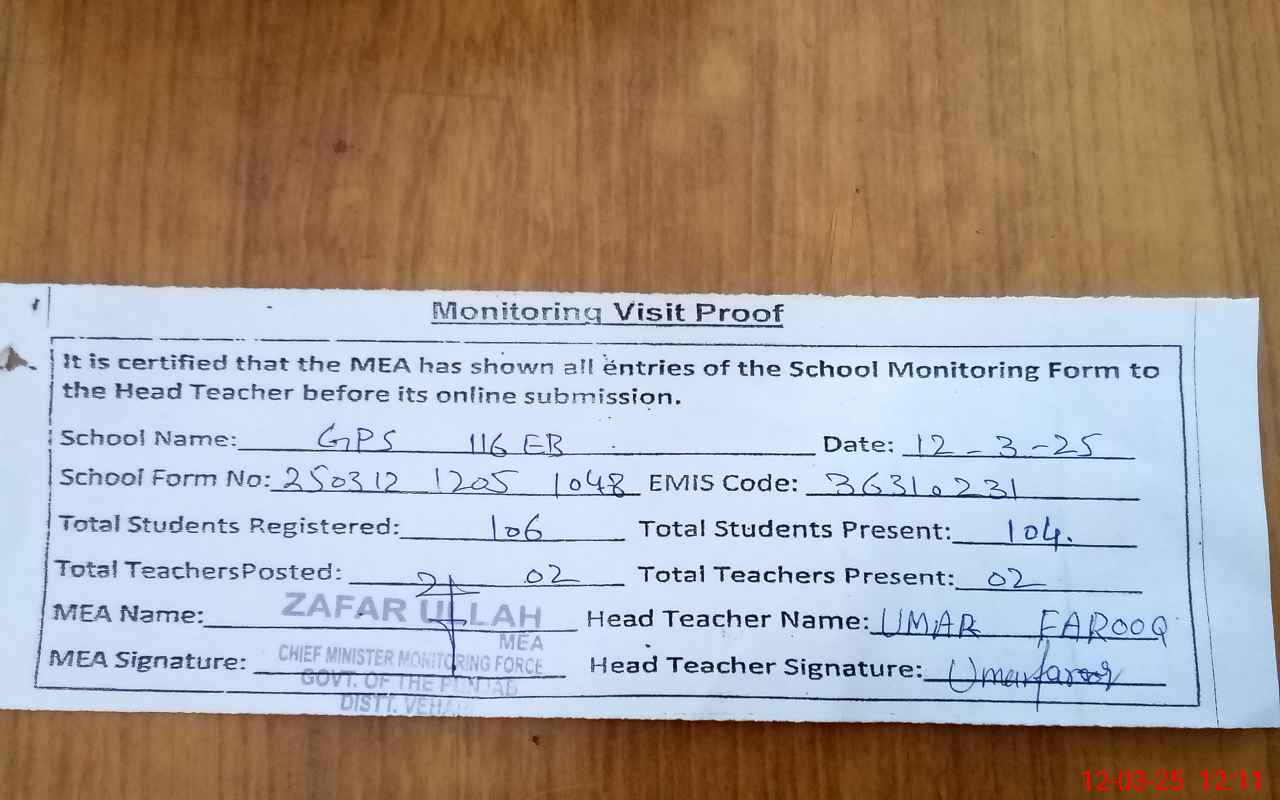 Monitoring Visit Proof
It is certified that the MEA has shown all entries of the School Monitoring Form to
the Head Teacher before its online submission.
School Name: GPS 116 EB Date: 12-3-25
School Form No: 250312 1205 1048 EMIS Code: 36310231
Total Students Registered: 106 Total Students Present: 104.
Total TeachersPosted: 02 Total Teachers Present: 02
MEA Name: ZAFAR ULLAH Head Teacher Name: UMAR FAROOQ
MEA
MEA Signature: CHIEF MINISTER MONITORING FORCE Head Teacher Signature: Umarfarooq
GOVT. OF THE PUNJAB
DISTT. VEHARI
12-03-25 12:11